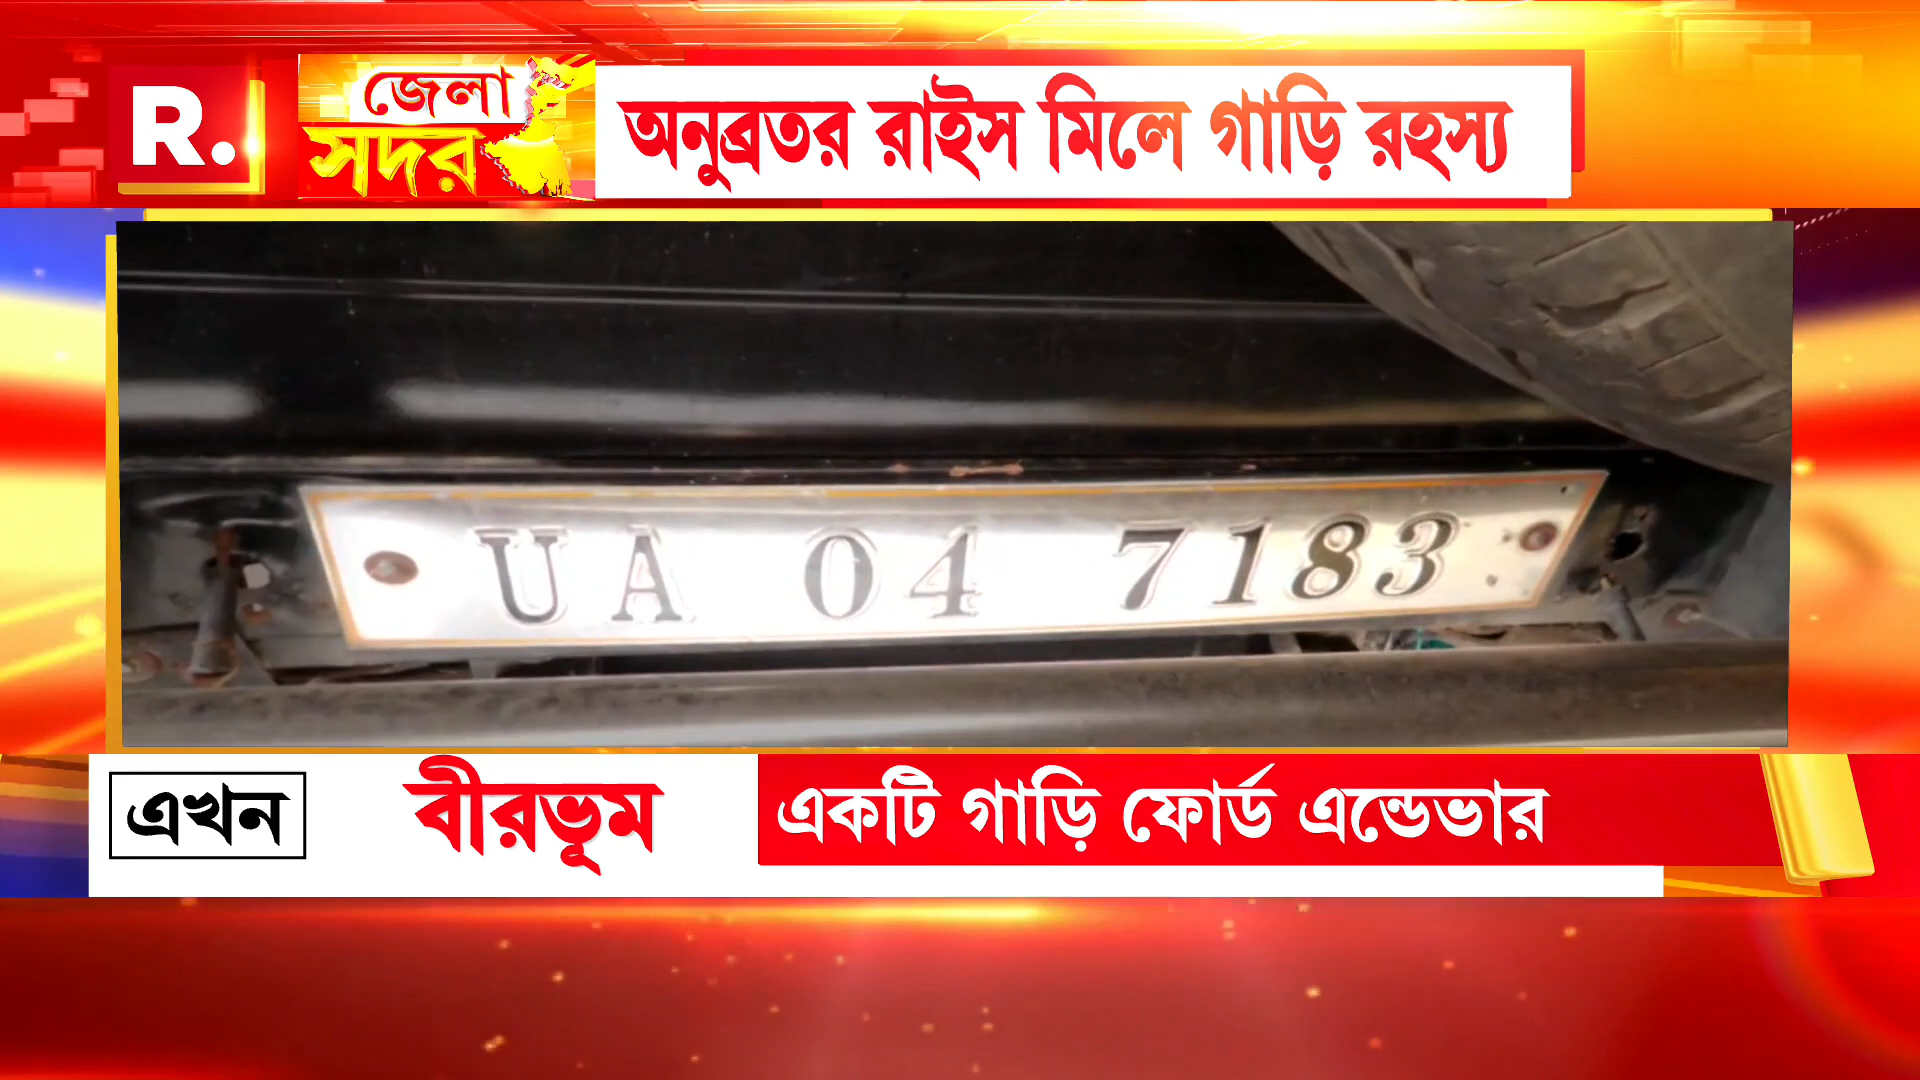 R.
জেলা
সদর
অনুব্রতর রাইস মিলে গাড়ি রহস্য
UA 04 7183
এখন
বীরভূম
একটি গাড়ি ফোর্ড এন্ডেভার